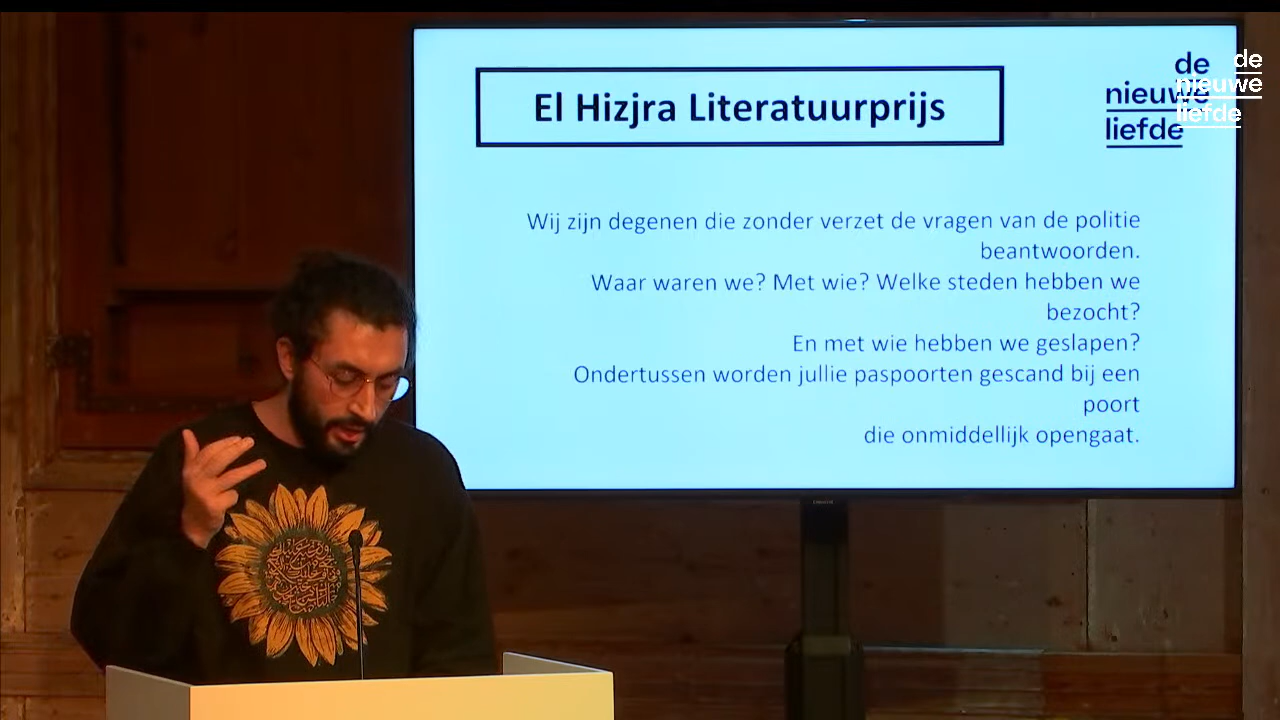 El Hizjra Literatuurprijs
de
nieuwe
liefde
de
nieuwe
liefde
Wij zijn degenen die zonder verzet de vragen van de politie
beantwoorden.
Waar waren we? Met wie? Welke steden hebben we
bezocht?
En met wie hebben we geslapen?
Ondertussen worden jullie paspoorten gescand bij een
poort
die onmiddellijk opengaat.